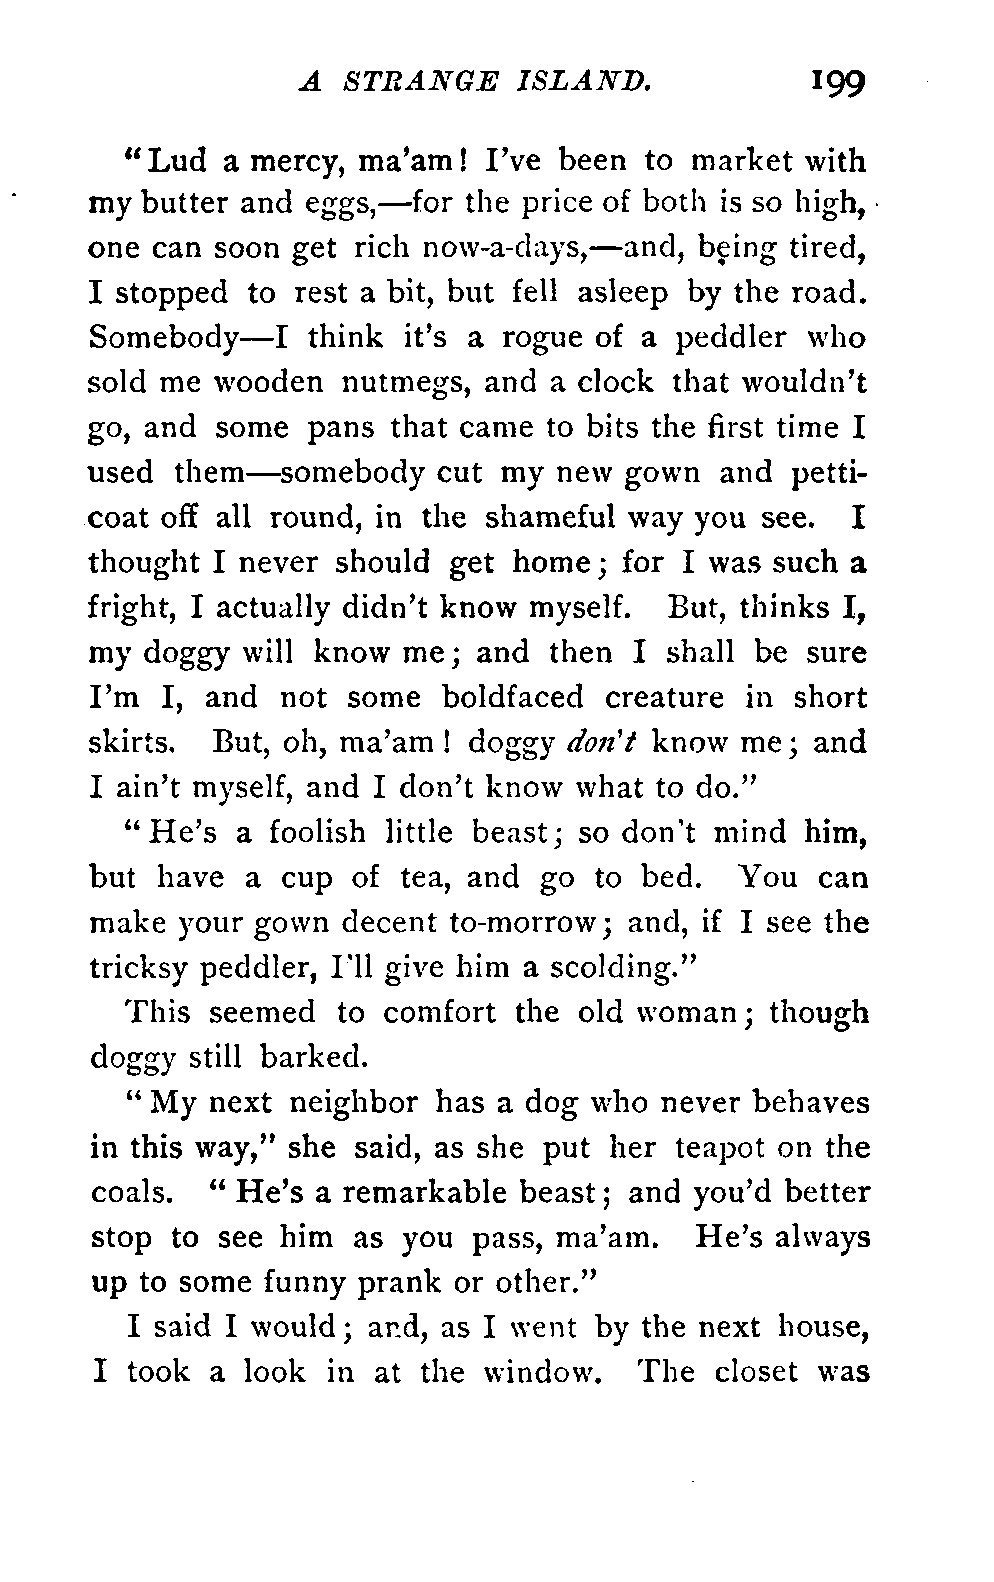 A STRANGE ISLAND. 199
“Lud a mercy, ma’am! I’ve been to market with
my butter and eggs,—for the price of both is so high,
one can soon get rich now-a-days,—and, being tired,
I stopped to rest a bit, but fell asleep by the road.
Somebody—I think it’s a rogue of a peddler who
sold me wooden nutmegs, and a clock that wouldn’t
go, and some pans that came to bits the first time I
used them—somebody cut my new gown and petti-
coat off all round, in the shameful way you see. I
thought I never should get home; for I was such a
fright, I actually didn’t know myself. But, thinks I,
my doggy will know me; and then I shall be sure
I’m I, and not some boldfaced creature in short
skirts. But, oh, ma’am! doggy don’t know me; and
I ain’t myself, and I don’t know what to do.”
“He’s a foolish little beast; so don’t mind him,
but have a cup of tea, and go to bed. You can
make your gown decent to-morrow; and, if I see the
tricksy peddler, I’ll give him a scolding.”
This seemed to comfort the old woman; though
doggy still barked.
“My next neighbor has a dog who never behaves
in this way,” she said, as she put her teapot on the
coals. “He’s a remarkable beast; and you’d better
stop to see him as you pass, ma’am. He’s always
up to some funny prank or other.”
I said I would; and, as I went by the next house,
I took a look in at the window. The closet was